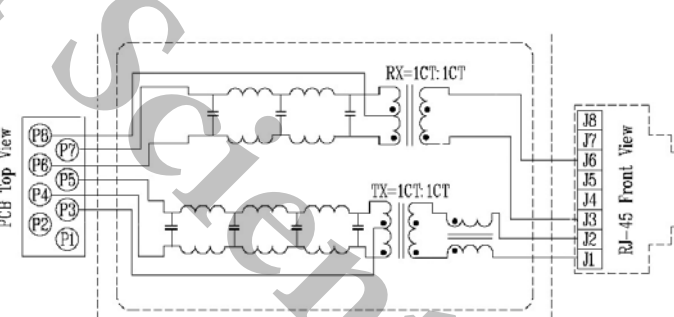 RX=1CT:1CT
TX=1CT:1CT
PCB Top View
P8
P7
P6
P5
P4
P3
P2
P1
J8
J7
J6
J5
J4
J3
J2
J1
RJ-45 Front View